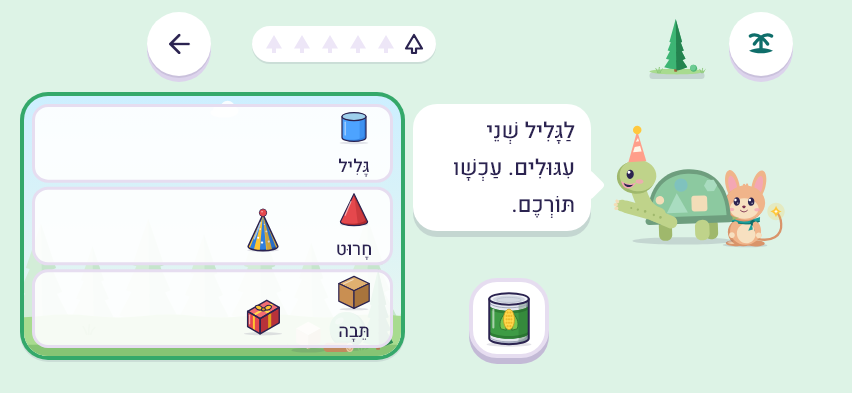 גָּלִיל
חָרוּט
תֵּבָה
לַגָּלִיל שְׁנֵי
עִגּוּלִים. עַכְשָׁו
תּוֹרְכֶם.